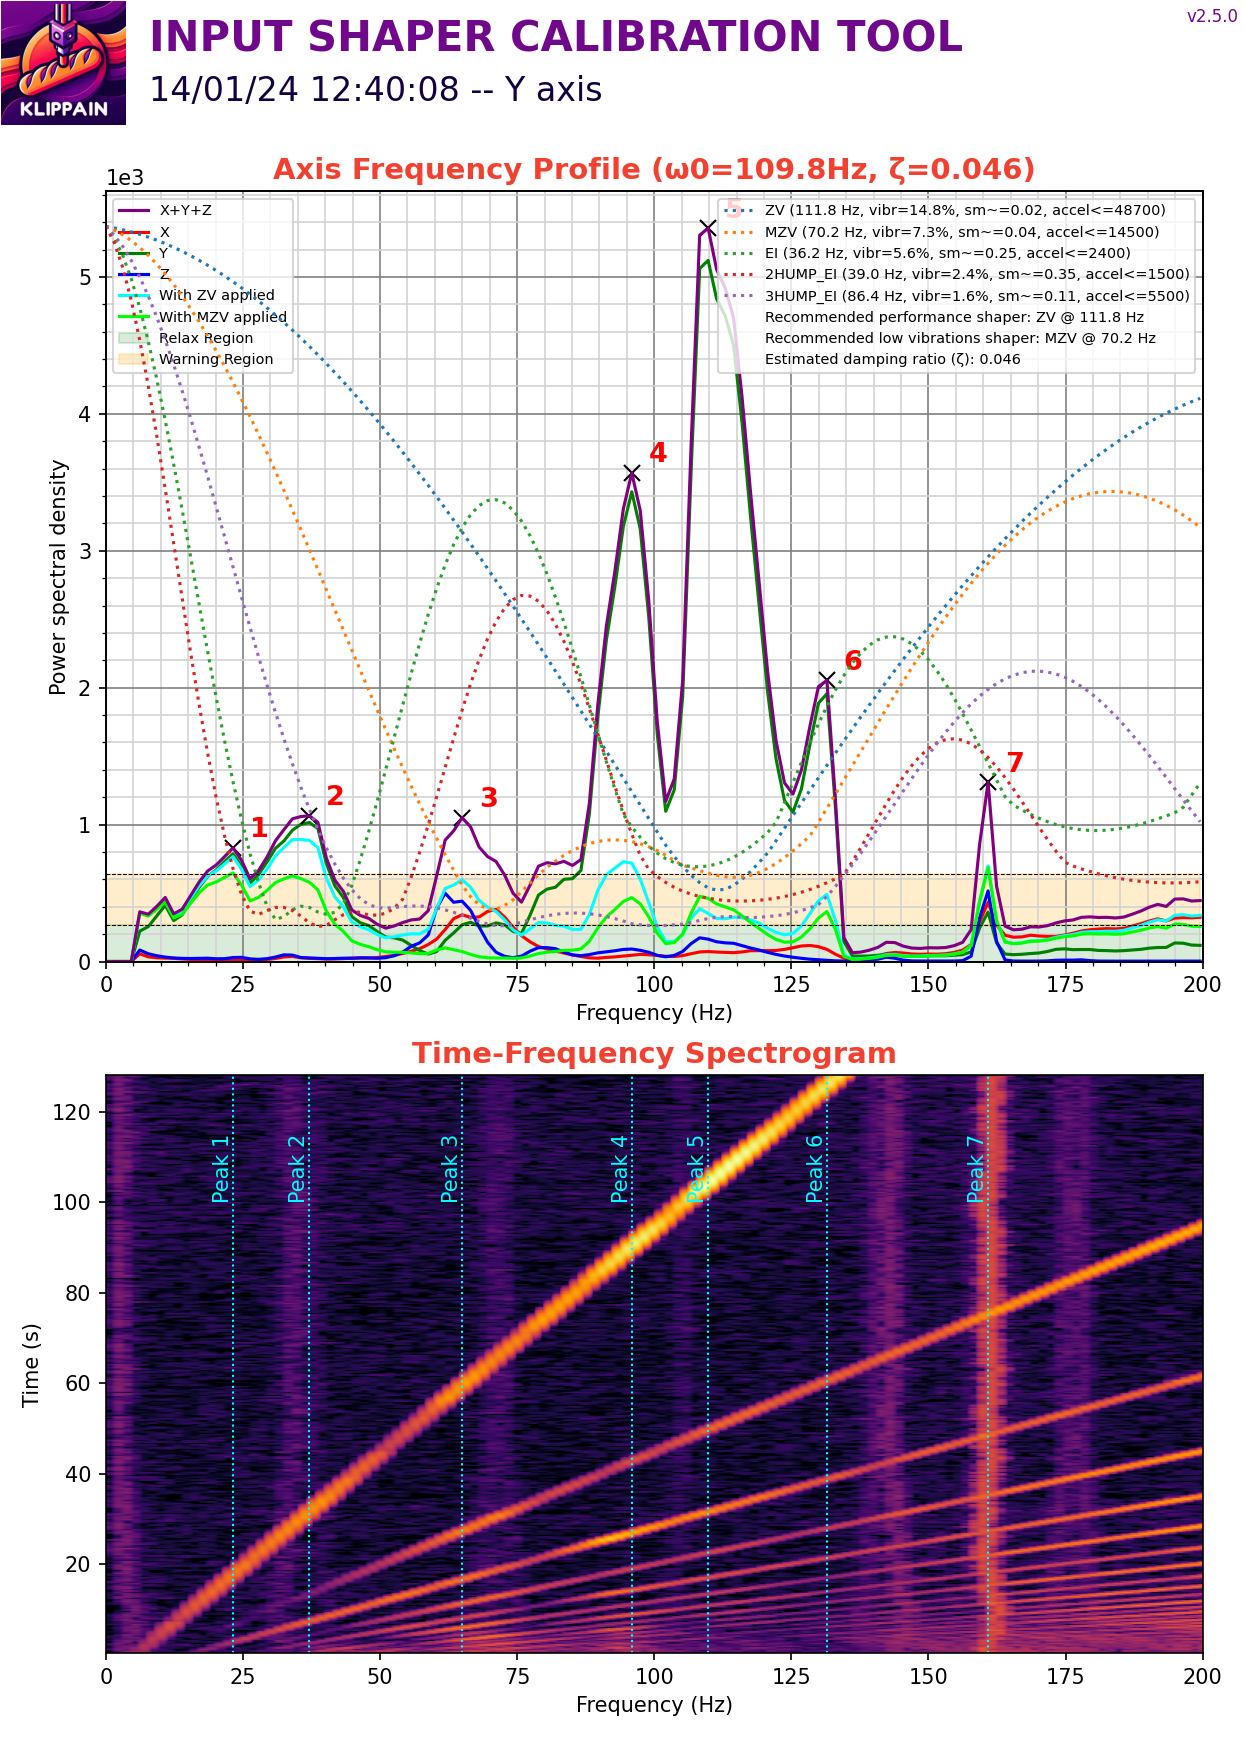 INPUT SHAPER CALIBRATION TOOL
v2.5.0
14/01/24 12:40:08 -- Y axis
KLIPPAIN
Axis Frequency Profile (ω0=109.8Hz, ζ=0.046)
1e3
X+Y+Z
X
Y
Z
With ZV applied
With MZV applied
Relax Region
Warning Region
ZV (111.8 Hz, vibr=14.8%, sm~=0.02, accel<=48700)
MZV (70.2 Hz, vibr=7.3%, sm~=0.04, accel<=14500)
EI (36.2 Hz, vibr=5.6%, sm~=0.25, accel<=2400)
2HUMP_EI (39.0 Hz, vibr=2.4%, sm~=0.35, accel<=1500)
3HUMP_EI (86.4 Hz, vibr=1.6%, sm~=0.11, accel<=5500)
Recommended performance shaper: ZV @ 111.8 Hz
Recommended low vibrations shaper: MZV @ 70.2 Hz
Estimated damping ratio (ζ): 0.046
Power spectral density
5
4
3
2
1
0
1
2
3
4
5
6
7
0 25 50 75 100 125 150 175 200
Frequency (Hz)
Time-Frequency Spectrogram
Time (s)
120
100
80
60
40
20
Peak 1
Peak 2
Peak 3
Peak 4
Peak 5
Peak 6
Peak 7
0 25 50 75 100 125 150 175 200
Frequency (Hz)